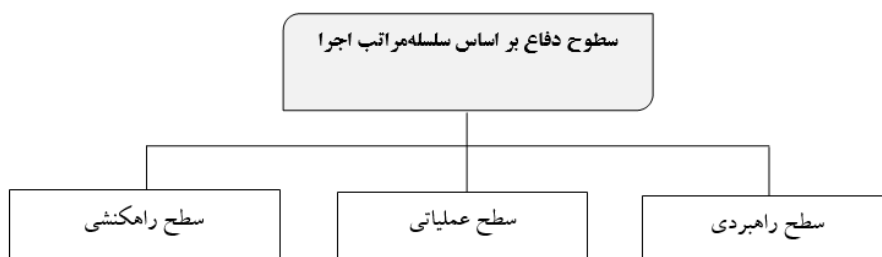 سطوح دفاع بر اساس سلسله‌مراتب اجرا
سطح راهبردی
سطح عملیاتی
سطح راهکنشی